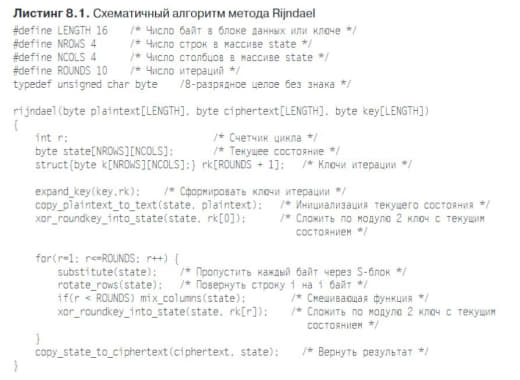 Листинг 8.1. Схематичный алгоритм метода Rijndael
#define LENGTH 16 /* Число байт в блоке данных или ключе */
#define NROWS 4 /* Число строк в массиве state */
#define NCOLS 4 /* Число столбцов в массиве state */
#define ROUNDS 10 /* Число итераций */
typedef unsigned char byte /8-разрядное целое без знака */
rijndael(byte plaintext[LENGTH]. byte ciphertext[LENGTH]. byte key[LENGTH])
{
int r; /* Счетчик цикла */
byte state[NROWS][NCOLS]; /* Текущее состояние */
struct{byte k[NROWS][NCOLS];} rk[ROUNDS + 1]; /* Ключи итерации */
expand_key(key,rk); /* Сформировать ключи итерации */
copy_plaintext_to_text(state, plaintext); /* Инициализация текущего состояния */
xor_roundkey_into_state(state, rk[0]); /* Сложить по модулю 2 ключ с текущим
состоянием */
for(r=1; r<=ROUNDS; r++) {
substitute(state); /* Пропустить каждый байт через S-блок */
rotate_rows(state); /* Повернуть строку i на i байт */
if(r < ROUNDS) mix_columns(state); /* Смешивающая функция */
xor_roundkey_into_state(state, rk[r]); /* Сложить по модулю 2 ключ с текущим
состоянием */
}
copy_state_to_ciphertext(ciphertext, state); /* Вернуть результат */
}